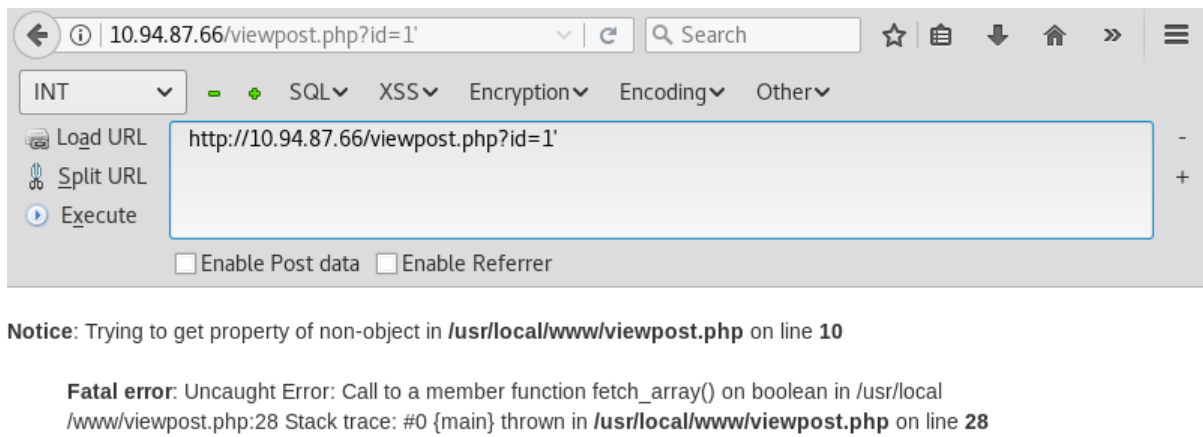 10.94.87.66/viewpost.php?id=1' Search
INT SQL XSS Encryption Encoding Other
Load URL http://10.94.87.66/viewpost.php?id=1' -
Split URL +
Execute
Enable Post data Enable Referrer
Notice: Trying to get property of non-object in /usr/local/www/viewpost.php on line 10
Fatal error: Uncaught Error: Call to a member function fetch_array() on boolean in /usr/local
/www/viewpost.php:28 Stack trace: #0 {main} thrown in /usr/local/www/viewpost.php on line 28